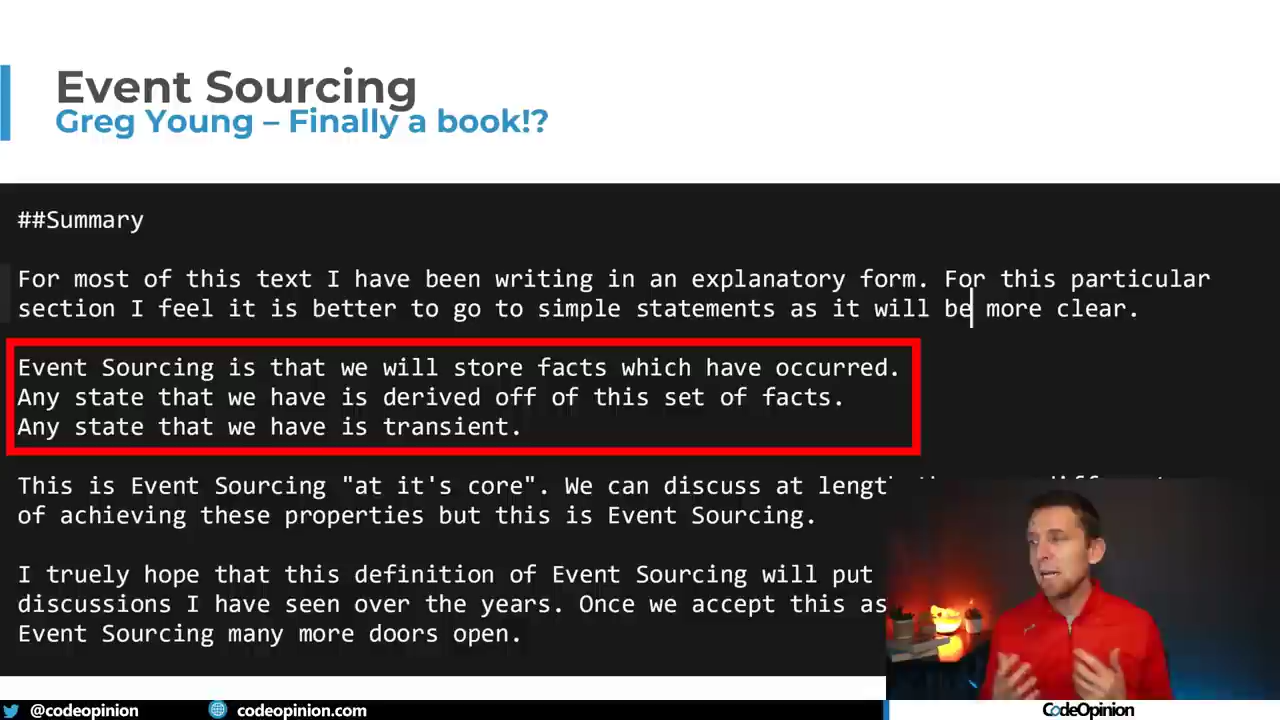 Event Sourcing
Greg Young – Finally a book!?
##Summary
For most of this text I have been writing in an explanatory form. For this particular
section I feel it is better to go to simple statements as it will be more clear.
Event Sourcing is that we will store facts which have occurred.
Any state that we have is derived off of this set of facts.
Any state that we have is transient.
This is Event Sourcing "at it's core". We can discuss at
of achieving these properties but this is Event Sourcing.
I truely hope that this definition of Event Sourcing will put
discussions I have seen over the years. Once we accept this as
Event Sourcing many more doors open.
@codeopinion
codeopinion.com
CodeOpinion